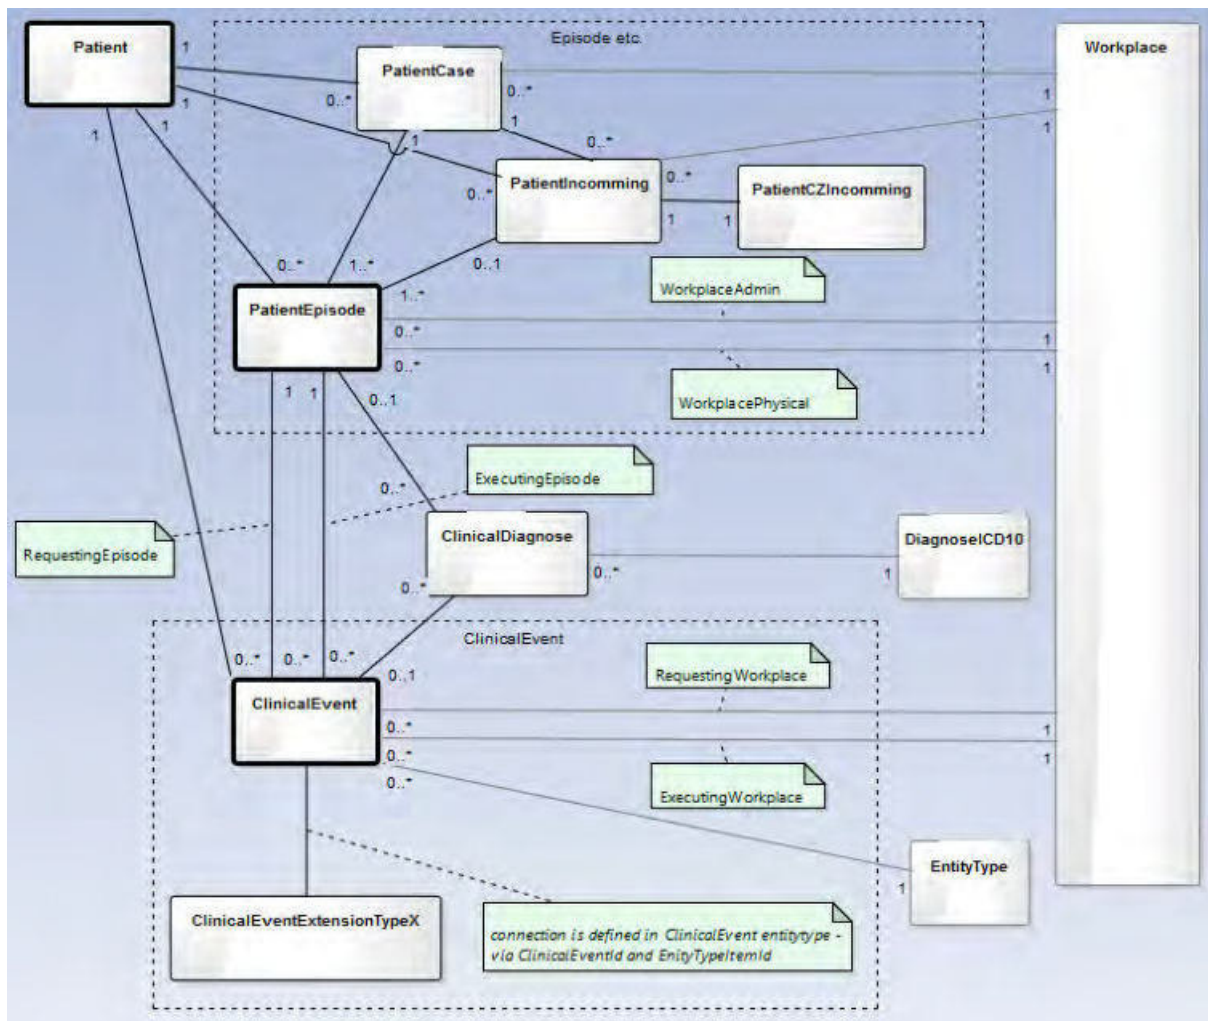 Episode etc.
Patient
1
PatientCase
Workplace
0..*
0..*
1
1
1
1
1
1
1
0..*
PatientIncomming
0..*
PatientCZIncomming
0..*
1
1
0..*
1..*
0..1
WorkplaceAdmin
1..*
PatientEpisode
0..*
1
0..*
1
WorkplacePhysical
1
1
0..1
ExecutingEpisode
0..*
RequestingEpisode
ClinicalDiagnose
DiagnoseICD10
0..*
1
0..*
ClinicalEvent
0..*
0..*
0..*
0..1
RequestingWorkplace
ClinicalEvent
0..*
1
0..*
1
0..*
ExecutingWorkplace
EntityType
1
ClinicalEventExtensionTypeX
connection is defined in ClinicalEvent entitytype -
via ClinicalEventId and EnityTypeItemId